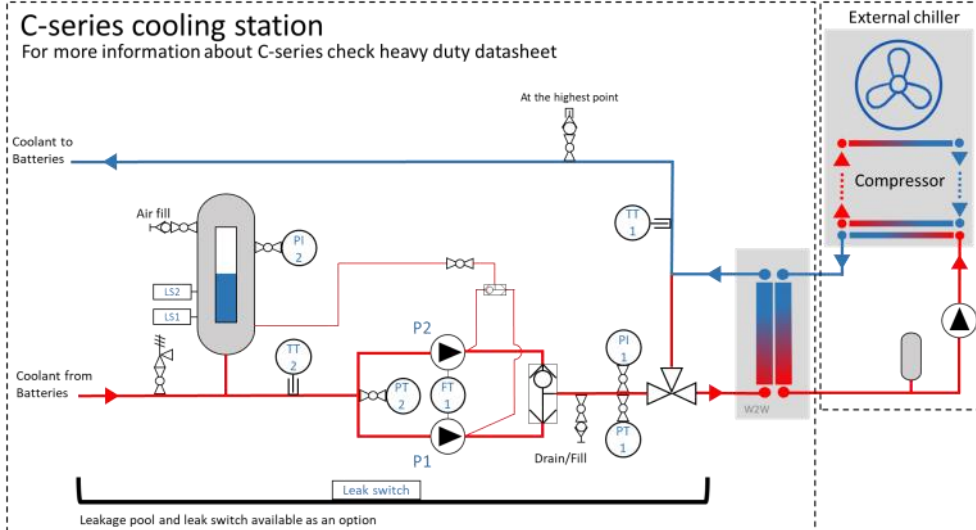 C-series cooling station
For more information about C-series check heavy duty datasheet
External chiller
At the highest point
Coolant to
Batteries
Compressor
Air fill
TT
1
PI
2
LS2
LS1
P2
TT
2
PI
1
Coolant from
Batteries
PT
2
FT
1
W2W
PT
1
P1
Drain/Fill
Leak switch
Leakage pool and leak switch available as an option